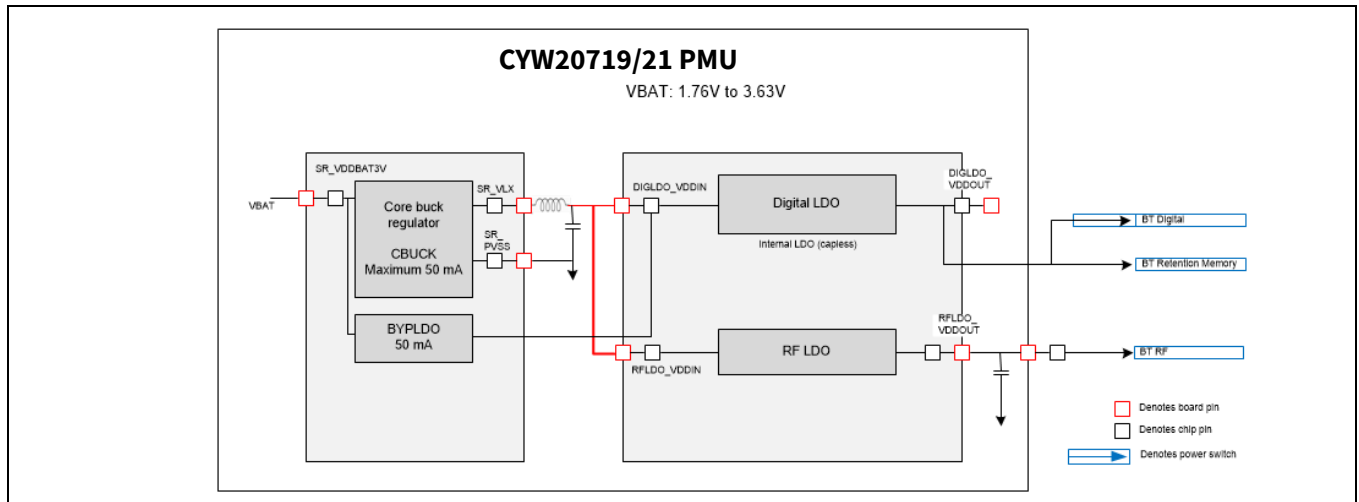 CYW20719/21 PMU
VBAT: 1.76V to 3.63V
SR_VDDBAT3V
VBAT
Core buck
regulator
CBUCK
Maximum 50 mA
SR_VLX
SR_
PVSS
BYPLDO
50 mA
DIGLDO_VDDIN
Digital LDO
Internal LDO (capless)
DIGLDO_
VDDOUT
RFLDO_VDDIN
RF LDO
RFLDO_
VDDOUT
BT Digital
BT Retention Memory
BT RF
Denotes board pin
Denotes chip pin
Denotes power switch